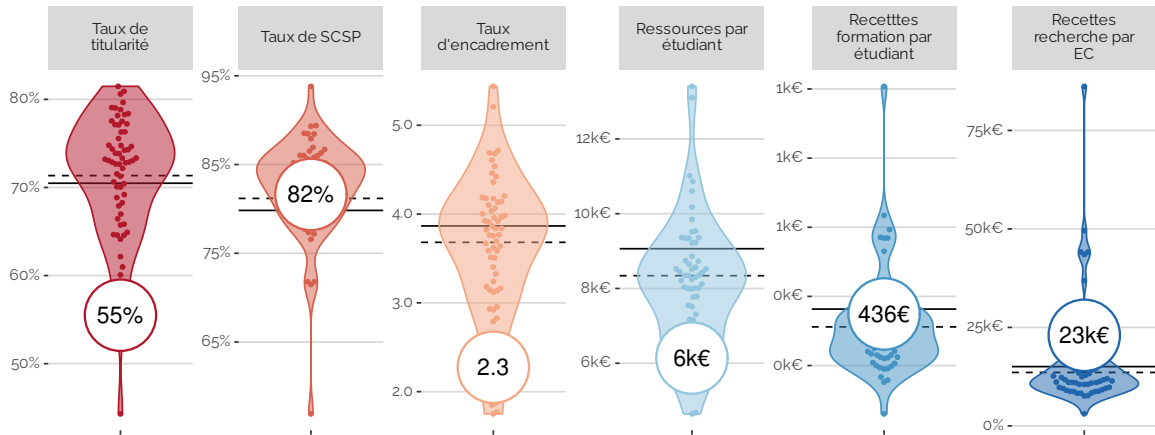 Taux de
titularité
Taux de SCSP
Taux
d'encadrement
Ressources par
étudiant
Recetttes
formation par
étudiant
Recettes
recherche par
EC
80%
70%
60%
50%
55%
95%
85%
75%
65%
82%
5.0
4.0
3.0
2.0
2.3
12k€
10k€
8k€
6k€
6k€
1k€
1k€
1k€
0k€
0k€
436€
75k€
50k€
25k€
0%
23k€